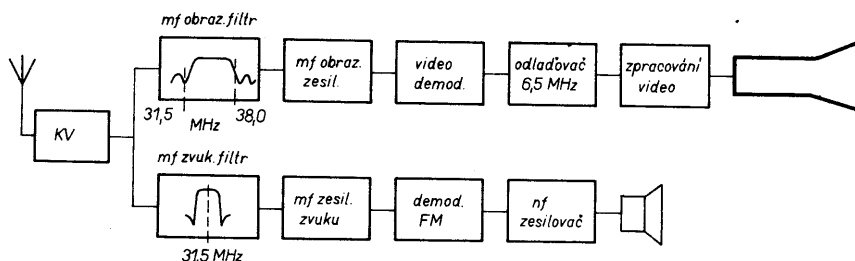 mf obraz. filtr
mf obraz.
zesil.
video
demod.
odlaďovač
6,5 MHz
zpracování
video
31,5
38,0
MHz
KV
mf zvuk. filtr
mf zesil.
zvuku
demod.
FM
nf
zesilovač
31,5 MHz